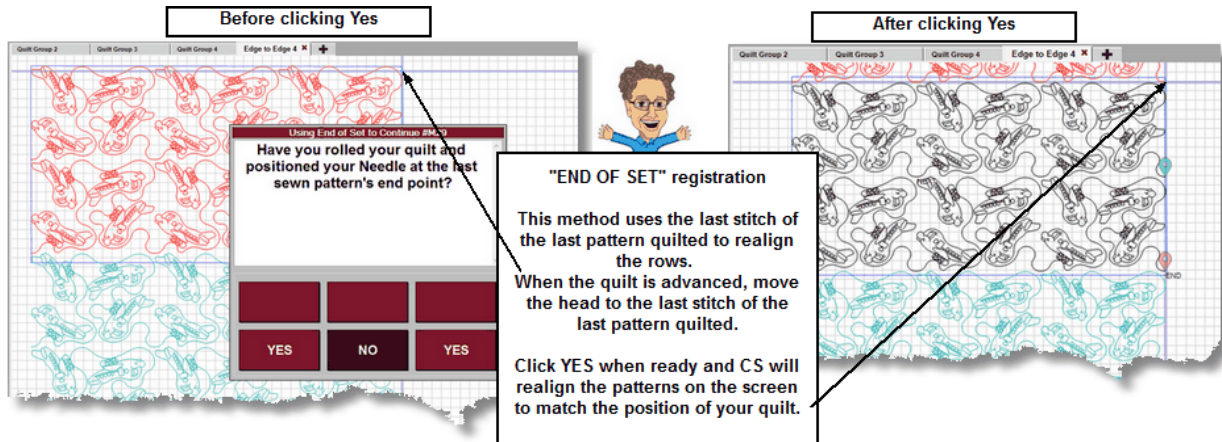 Before clicking Yes
After clicking Yes
Quilt Group 2 Quilt Group 3 Quilt Group 4 Edge to Edge 4 × +
Using End of Set to Continue #M29
Have you rolled your quilt and
positioned your Needle at the last
sewn pattern's end point?
YES NO YES
"END OF SET" registration
This method uses the last stitch of
the last pattern quilted to realign
the rows.
When the quilt is advanced, move
the head to the last stitch of the
last pattern quilted.
Click YES when ready and CS will
realign the patterns on the screen
to match the position of your quilt.
Quilt Group 2 Quilt Group 3 Quilt Group 4 Edge to Edge 4 × +
END